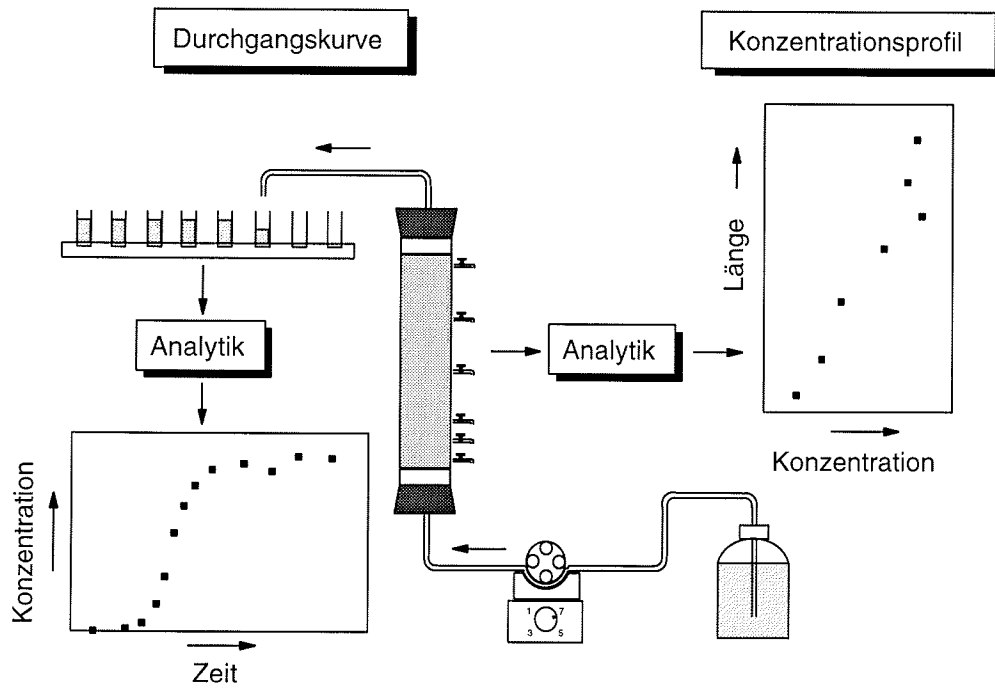 Durchgangskurve
Konzentrationsprofil
Länge
Analytik
Analytik
Konzentration
Konzentration
1 7
3 5
Zeit